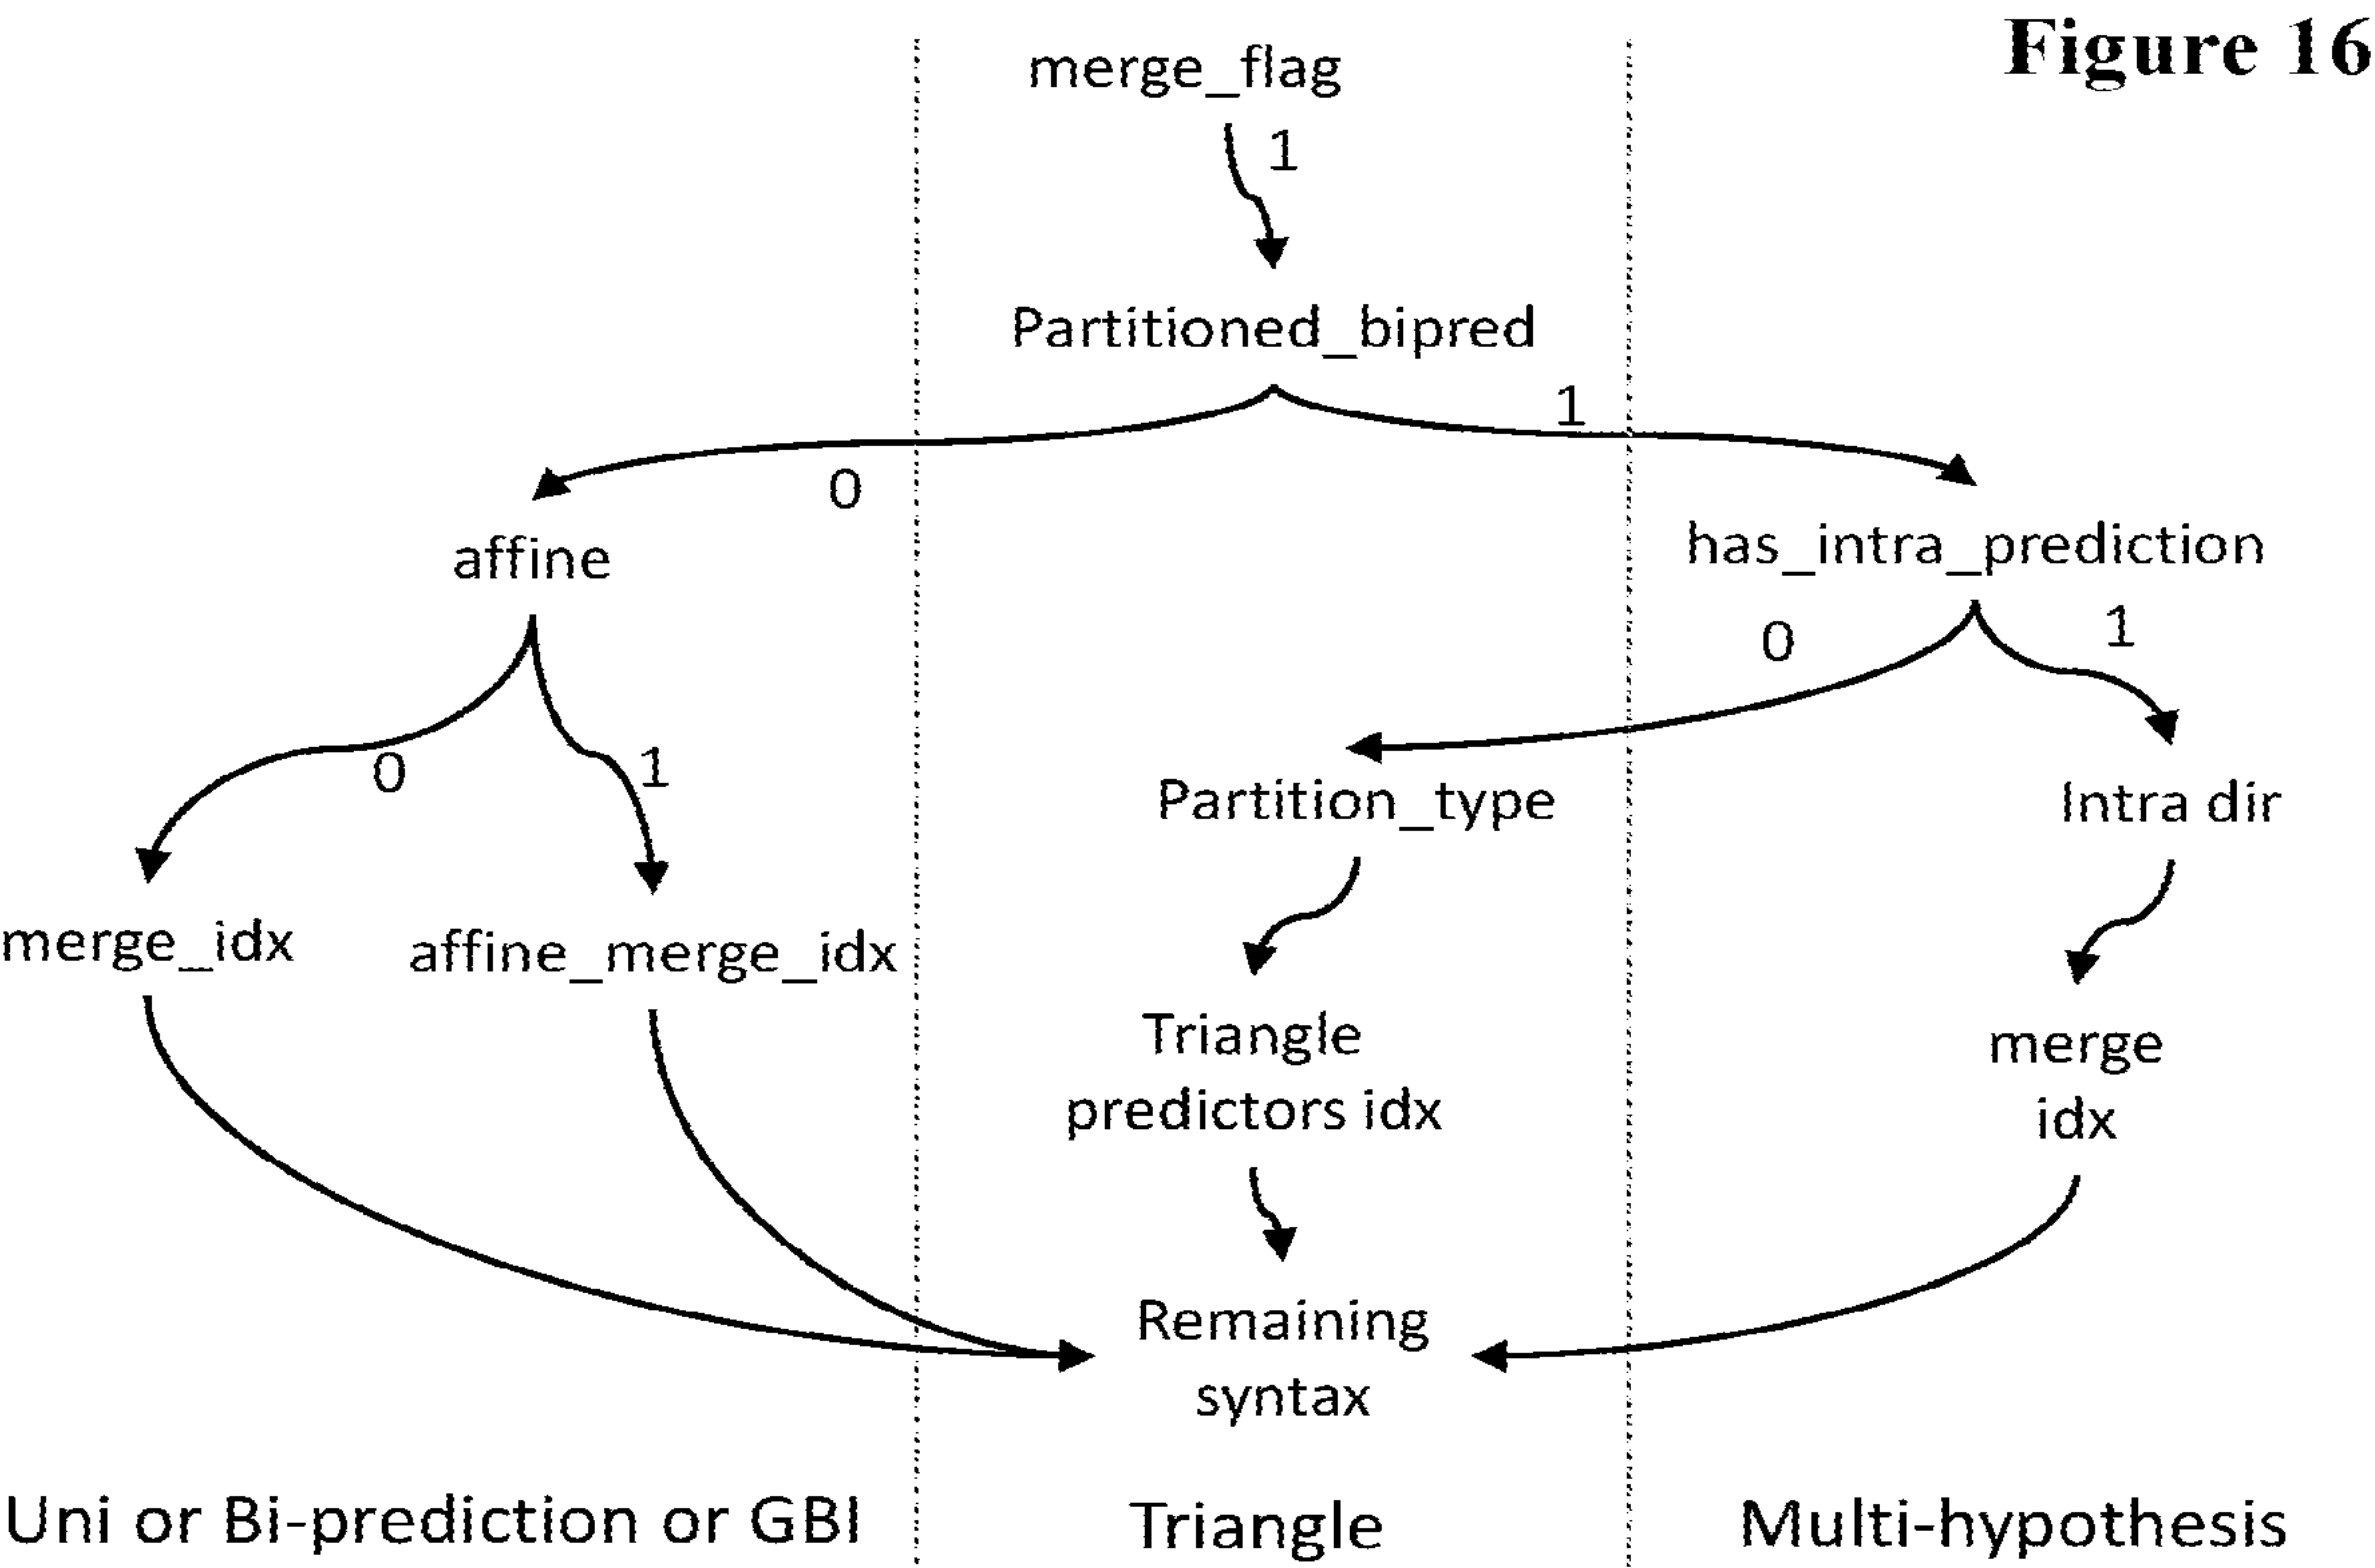 Figure 16
merge_flag
1
Partitioned_bipred
1
0
affine
has_intra_prediction
0
1
0
1
Partition_type
Intra dir
merge_idx
affine_merge_idx
Triangle
predictors idx
merge
idx
Remaining
syntax
Uni or Bi-prediction or GBI
Triangle
Multi-hypothesis